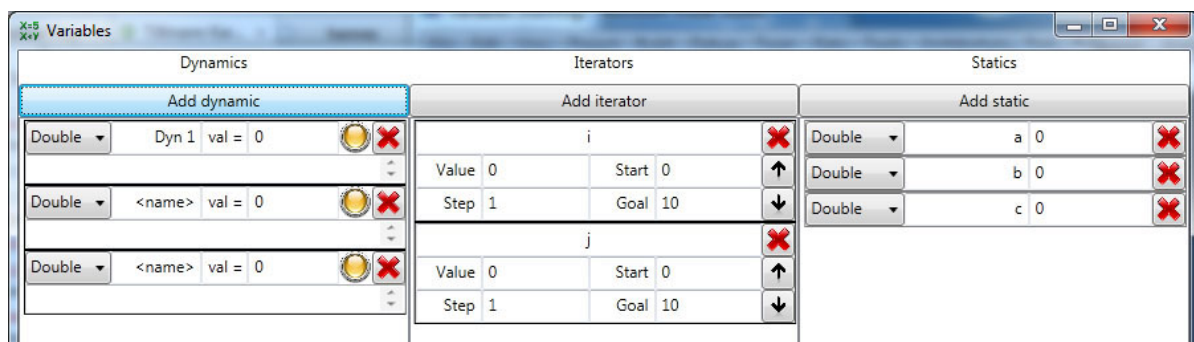 X=5
X<Y
Variables
Dynamics Iterators Statics
Add dynamic Add iterator Add static
Double Dyn 1 val = 0
Double <name> val = 0
Double <name> val = 0
i
Value 0 Start 0
Step 1 Goal 10
j
Value 0 Start 0
Step 1 Goal 10
Double a 0
Double b 0
Double c 0